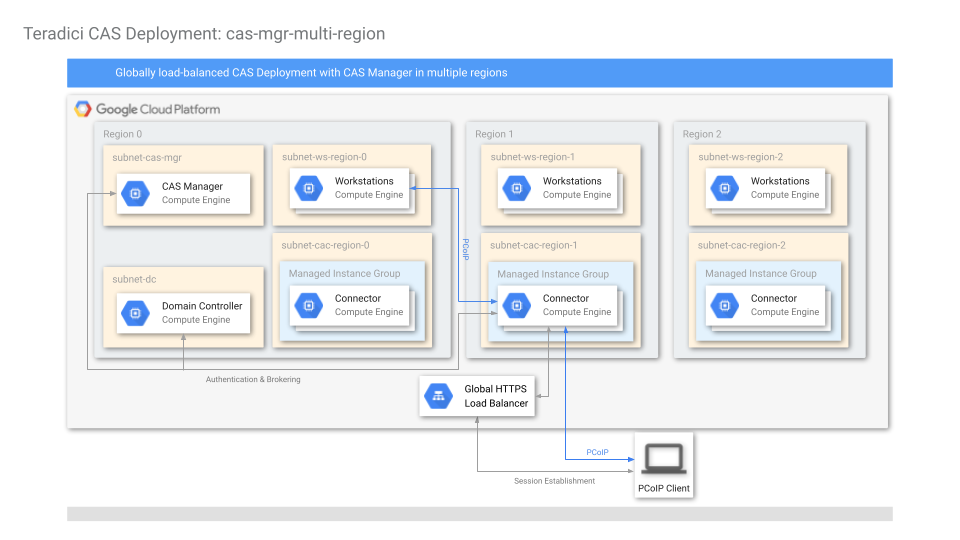 Teradici CAS Deployment: cas-mgr-multi-region
Globally load-balanced CAS Deployment with CAS Manager in multiple regions
Google Cloud Platform
Region 0
subnet-cas-mgr
CAS Manager
Compute Engine
subnet-ws-region-0
Workstations
Compute Engine
subnet-dc
Domain Controller
Compute Engine
subnet-cac-region-0
Managed Instance Group
Connector
Compute Engine
Region 1
subnet-ws-region-1
Workstations
Compute Engine
PCoIP
subnet-cac-region-1
Managed Instance Group
Connector
Compute Engine
Region 2
subnet-ws-region-2
Workstations
Compute Engine
subnet-cac-region-2
Managed Instance Group
Connector
Compute Engine
Authentication & Brokering
Global HTTPS
Load Balancer
PCoIP
Session Establishment
PCoIP Client